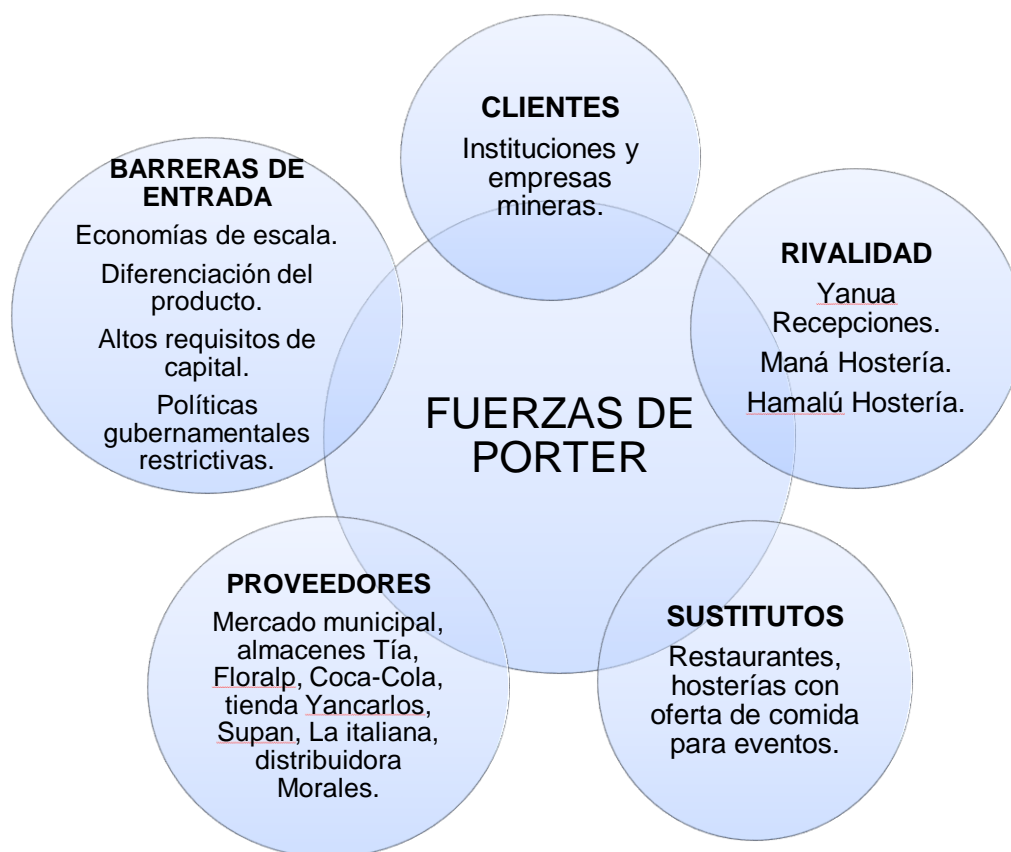 CLIENTES
Instituciones y
empresas
mineras.
BARRERAS DE
ENTRADA
Economías de escala.
Diferenciación del
producto.
Altos requisitos de
capital.
Políticas
gubernamentales
restrictivas.
RIVALIDAD
Yanua
Recepciones.
Maná Hostería.
Hamalú Hostería.
FUERZAS DE
PORTER
PROVEEDORES
Mercado municipal,
almacenes Tía,
Floralp, Coca-Cola,
tienda Yancarlos,
Supan, La italiana,
distribuidora
Morales.
SUSTITUTOS
Restaurantes,
hosterías con
oferta de comida
para eventos.